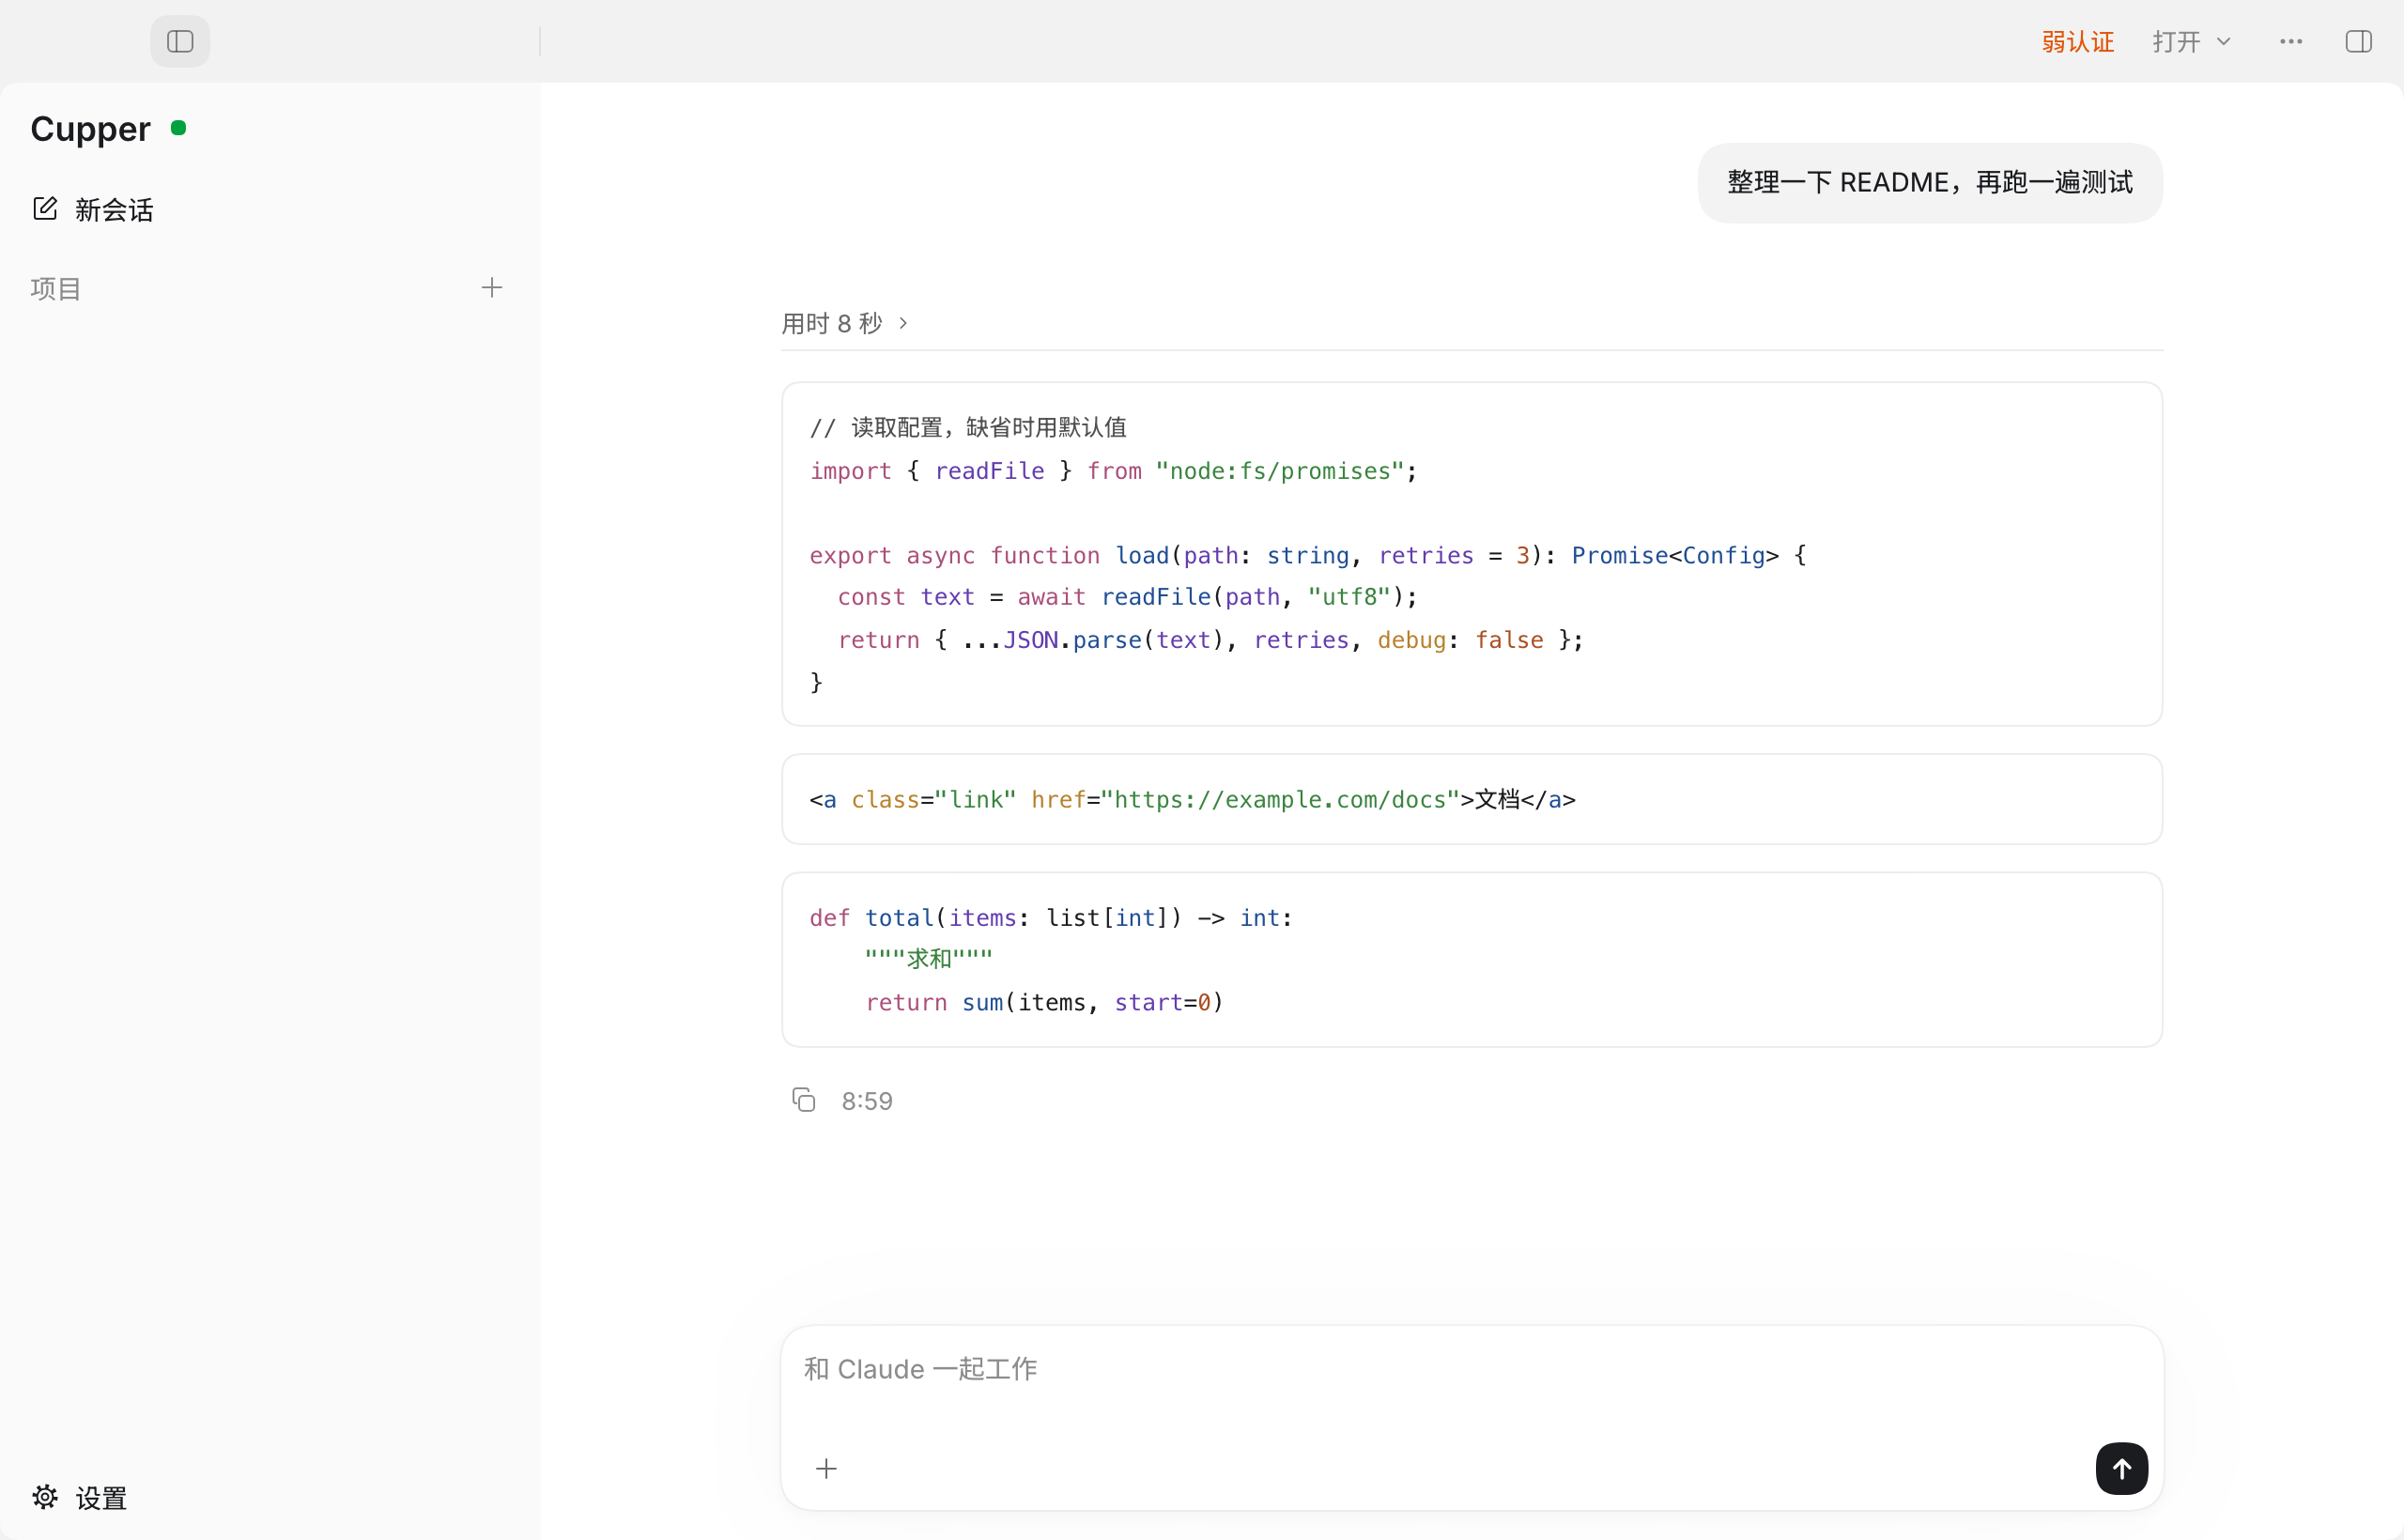 弱认证 打开
Cupper
新会话
项目
整理一下 README，再跑一遍测试
用时 8 秒
// 读取配置，缺省时用默认值
import { readFile } from "node:fs/promises";
export async function load(path: string, retries = 3): Promise<Config> {
  const text = await readFile(path, "utf8");
  return { ...JSON.parse(text), retries, debug: false };
}
<a class="link" href="https://example.com/docs">文档</a>
def total(items: list[int]) -> int:
    """求和"""
    return sum(items, start=0)
8:59
和 Claude 一起工作
设置